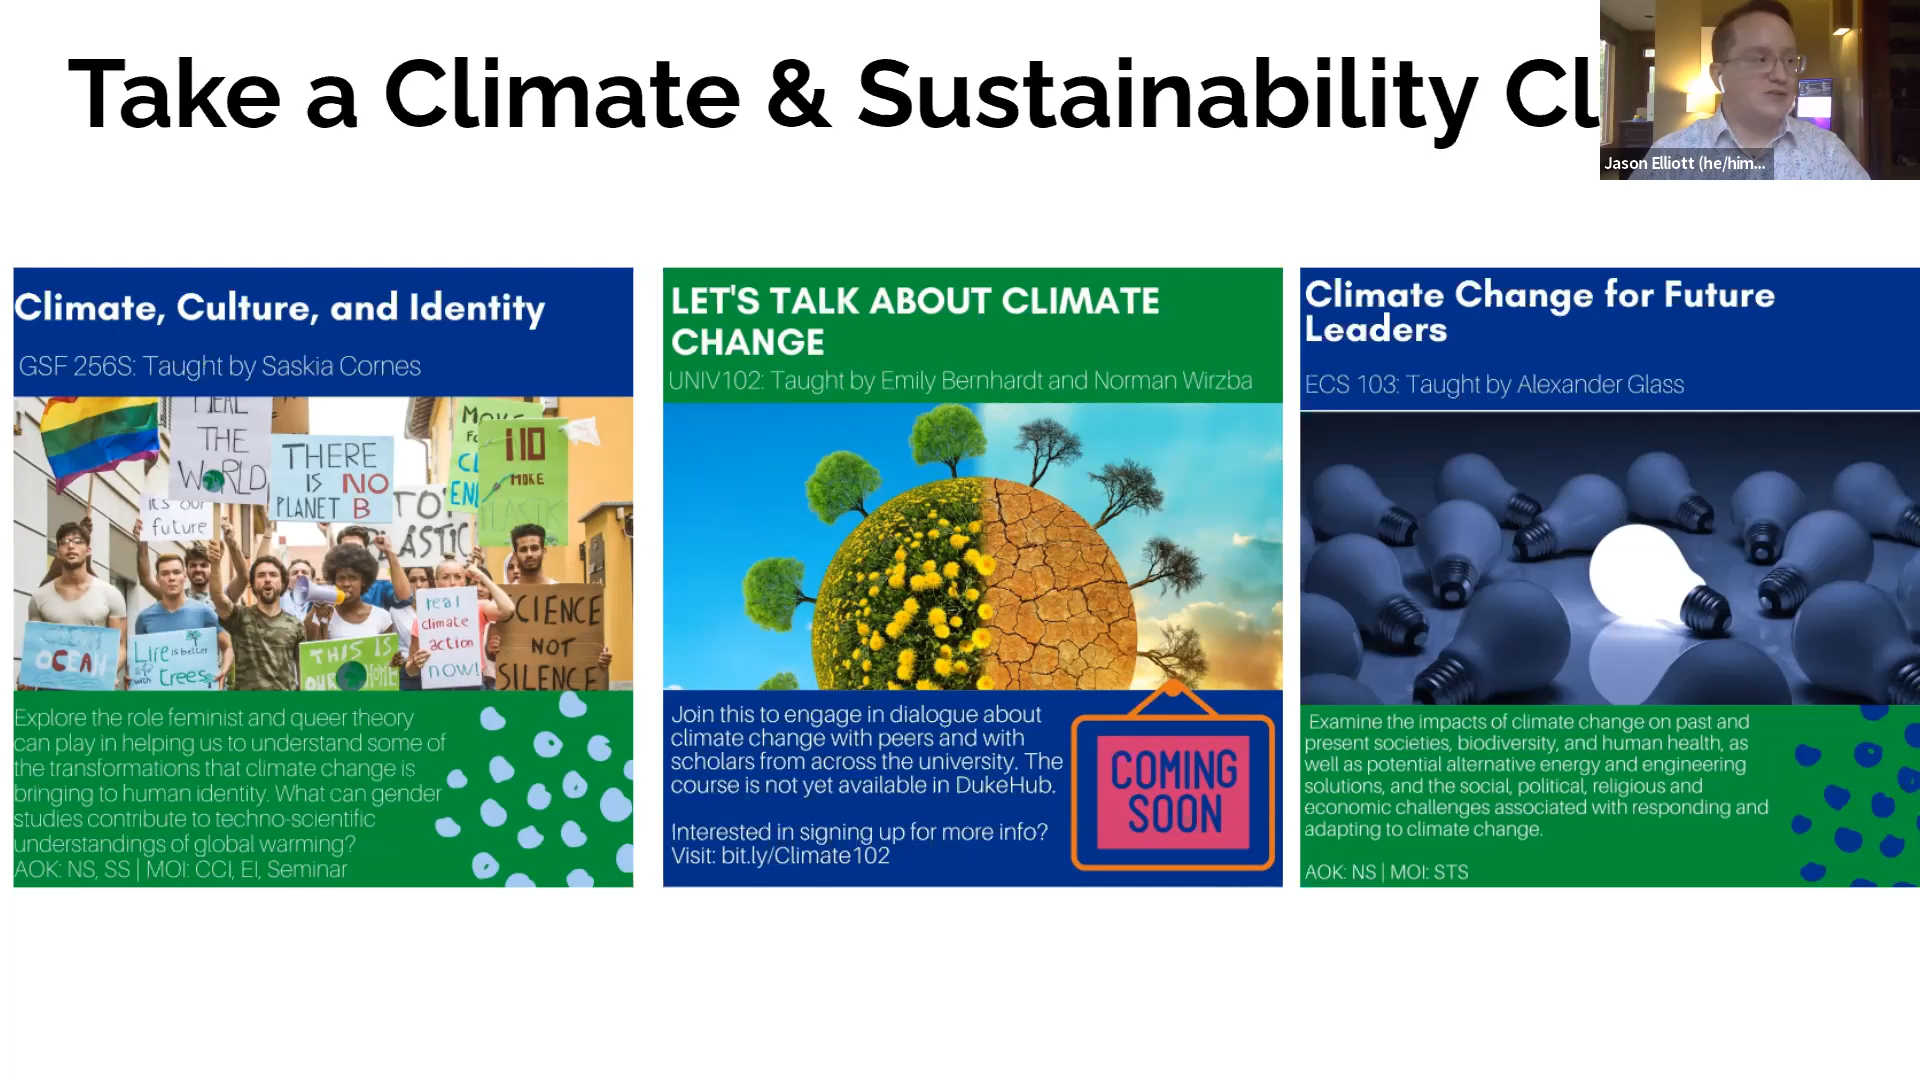 Take a Climate & Sustainability Cl
Jason Elliott (he/him...
Climate, Culture, and Identity
GSF 256S: Taught by Saskia Cornes
THE
WORLD
THERE
IS NO
PLANET B
it's our
future
MORE
NO
MORE
PLASTIC
OCEAN
Life is better
with trees
THIS IS
OUR HOME
real
climate
action
now!
SCIENCE
NOT
SILENCE
Explore the role feminist and queer theory
can play in helping us to understand some of
the transformations that climate change is
bringing to human identity. What can gender
studies contribute to techno-scientific
understandings of global warming?
AOK: NS, SS | MOI: CCI, EI, Seminar
LET'S TALK ABOUT CLIMATE
CHANGE
UNIV102: Taught by Emily Bernhardt and Norman Wirzba
Join this to engage in dialogue about
climate change with peers and with
scholars from across the university. The
course is not yet available in DukeHub.
Interested in signing up for more info?
Visit: bit.ly/Climate102
COMING
SOON
Climate Change for Future
Leaders
ECS 103: Taught by Alexander Glass
Examine the impacts of climate change on past and
present societies, biodiversity, and human health, as
well as potential alternative energy and engineering
solutions, and the social, political, religious and
economic challenges associated with responding and
adapting to climate change.
AOK: NS | MOI: STS